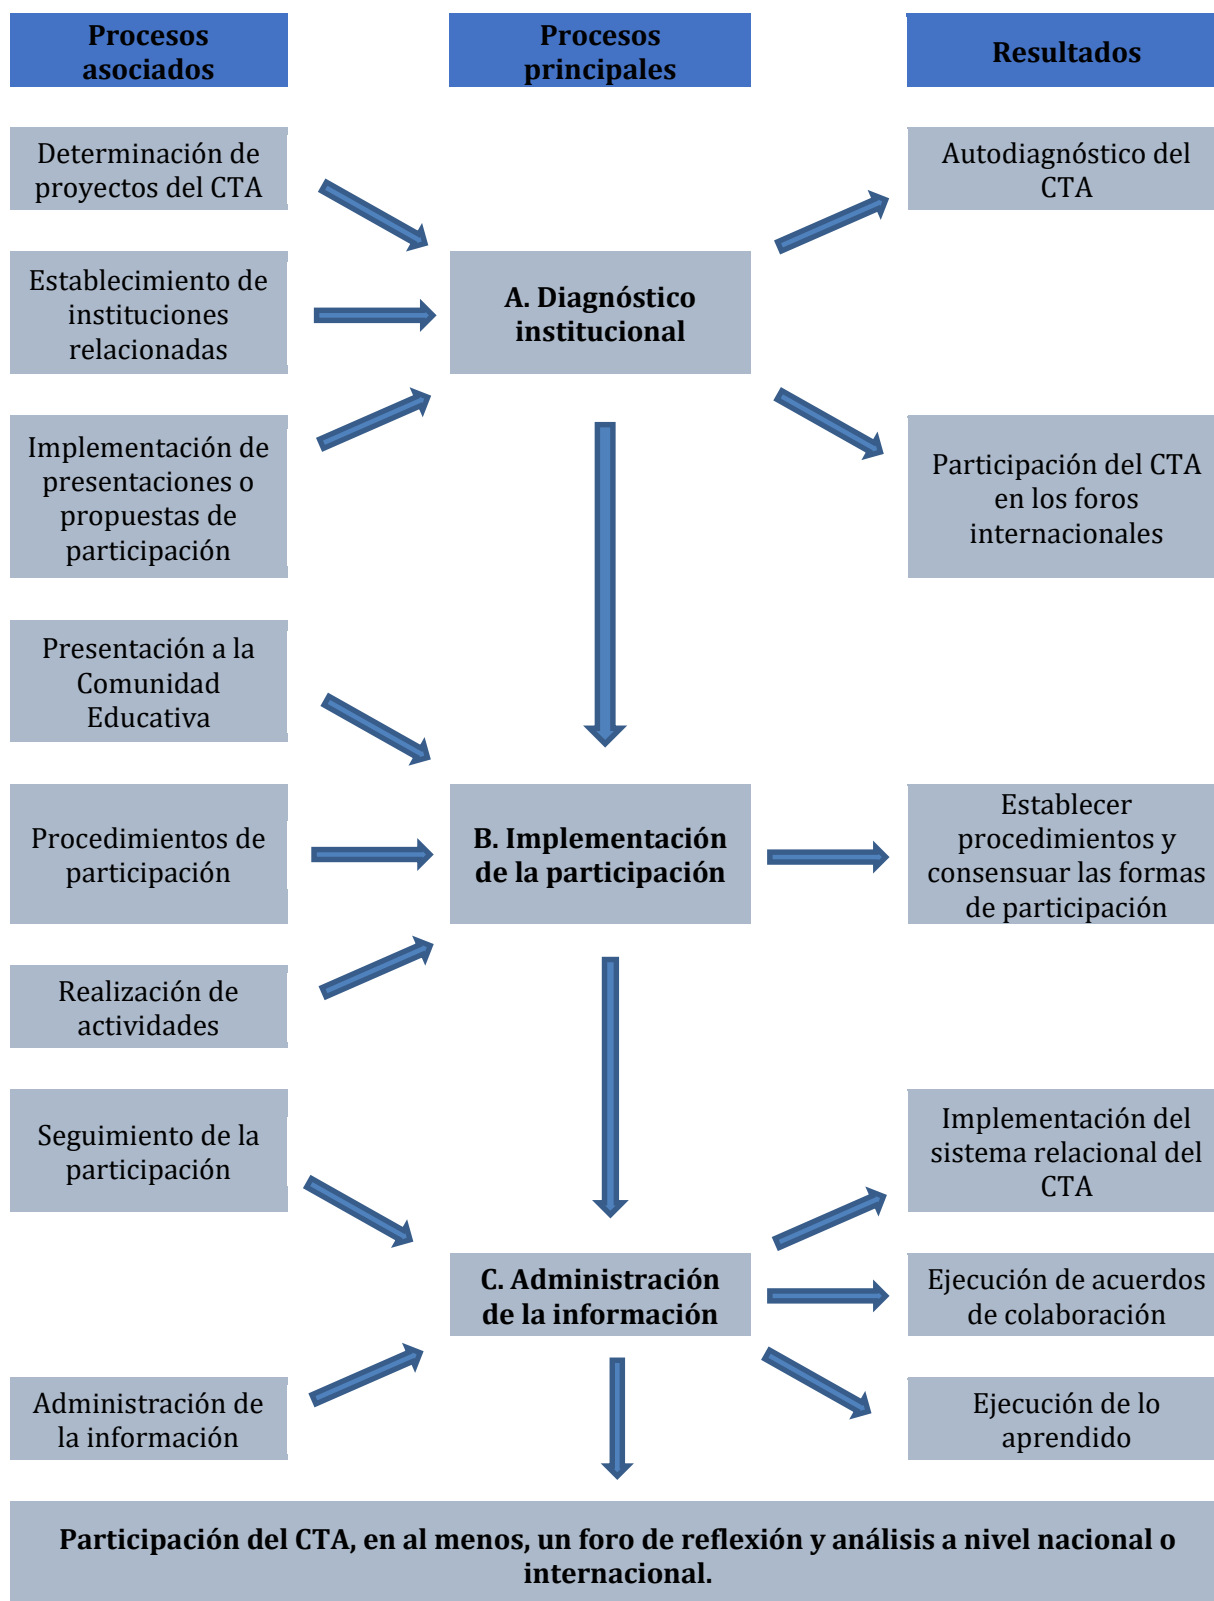 Procesos
asociados
Procesos
principales
Resultados
Determinación de
proyectos del CTA
Autodiagnóstico del
CTA
Establecimiento de
instituciones
relacionadas
A. Diagnóstico
institucional
Implementación de
presentaciones o
propuestas de
participación
Participación del CTA
en los foros
internacionales
Presentación a la
Comunidad
Educativa
Procedimientos de
participación
B. Implementación
de la participación
Establecer
procedimientos y
consensuar las formas
de participación
Realización de
actividades
Seguimiento de la
participación
Implementación del
sistema relacional del
CTA
C. Administración
de la información
Ejecución de acuerdos
de colaboración
Administración de
la información
Ejecución de lo
aprendido
Participación del CTA, en al menos, un foro de reflexión y análisis a nivel nacional o
internacional.